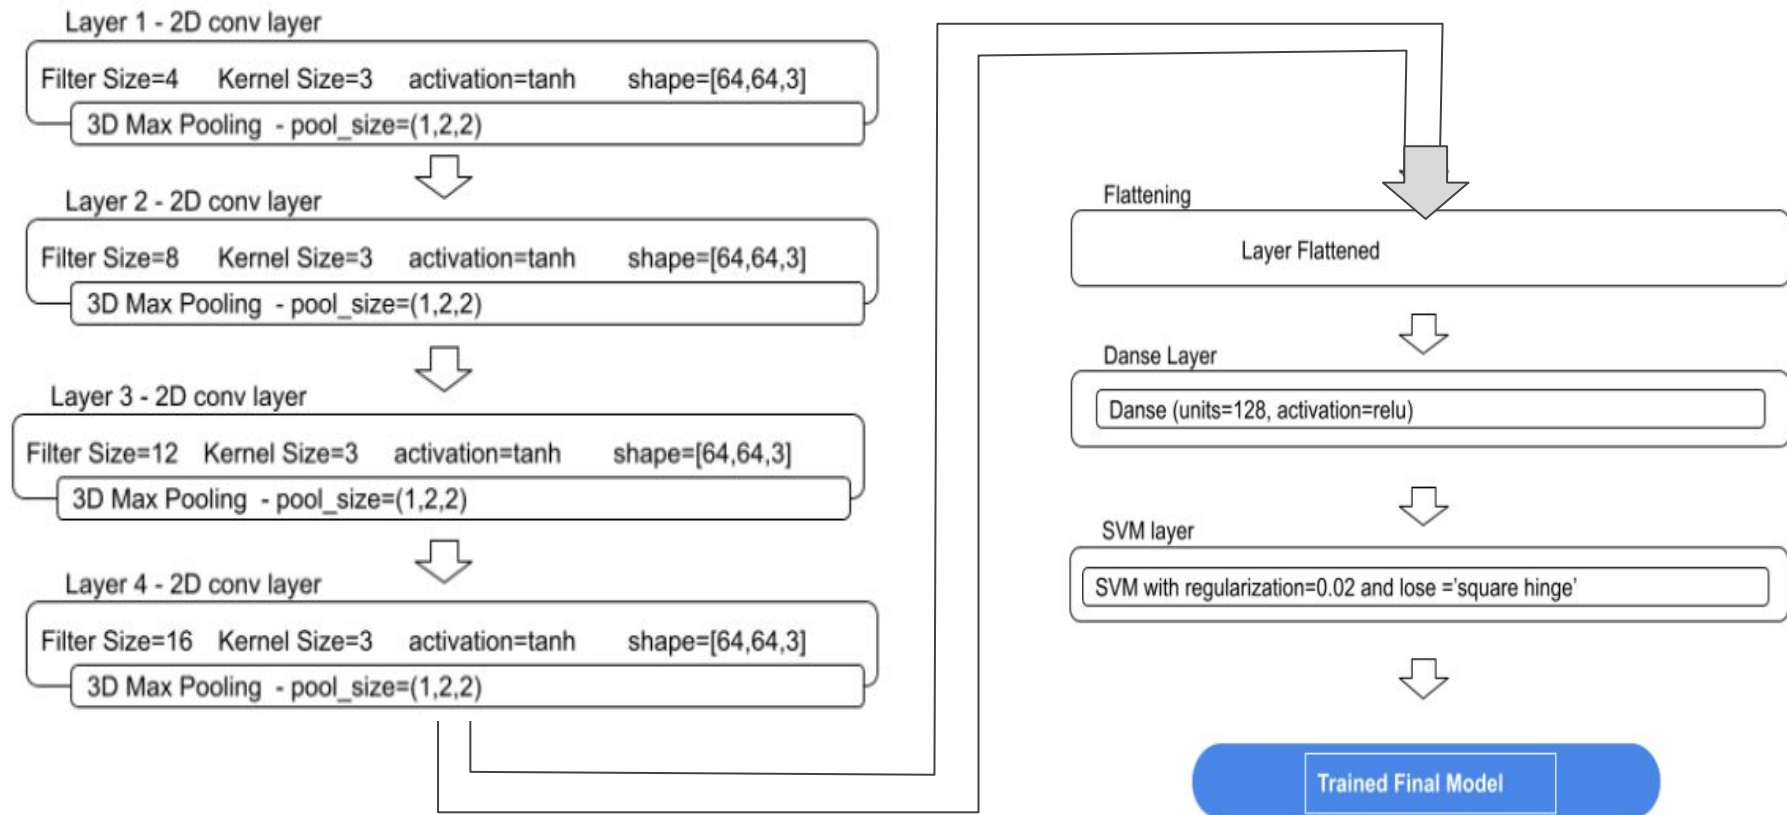 Layer 1 - 2D conv layer
Filter Size=4 Kernel Size=3 activation=tanh shape=[64,64,3]
3D Max Pooling - pool_size=(1,2,2)
Layer 2 - 2D conv layer
Filter Size=8 Kernel Size=3 activation=tanh shape=[64,64,3]
3D Max Pooling - pool_size=(1,2,2)
Layer 3 - 2D conv layer
Filter Size=12 Kernel Size=3 activation=tanh shape=[64,64,3]
3D Max Pooling - pool_size=(1,2,2)
Layer 4 - 2D conv layer
Filter Size=16 Kernel Size=3 activation=tanh shape=[64,64,3]
3D Max Pooling - pool_size=(1,2,2)
Flattening
Layer Flattened
Danse Layer
Danse (units=128, activation=relu)
SVM layer
SVM with regularization=0.02 and lose ='square hinge’
Trained Final Model